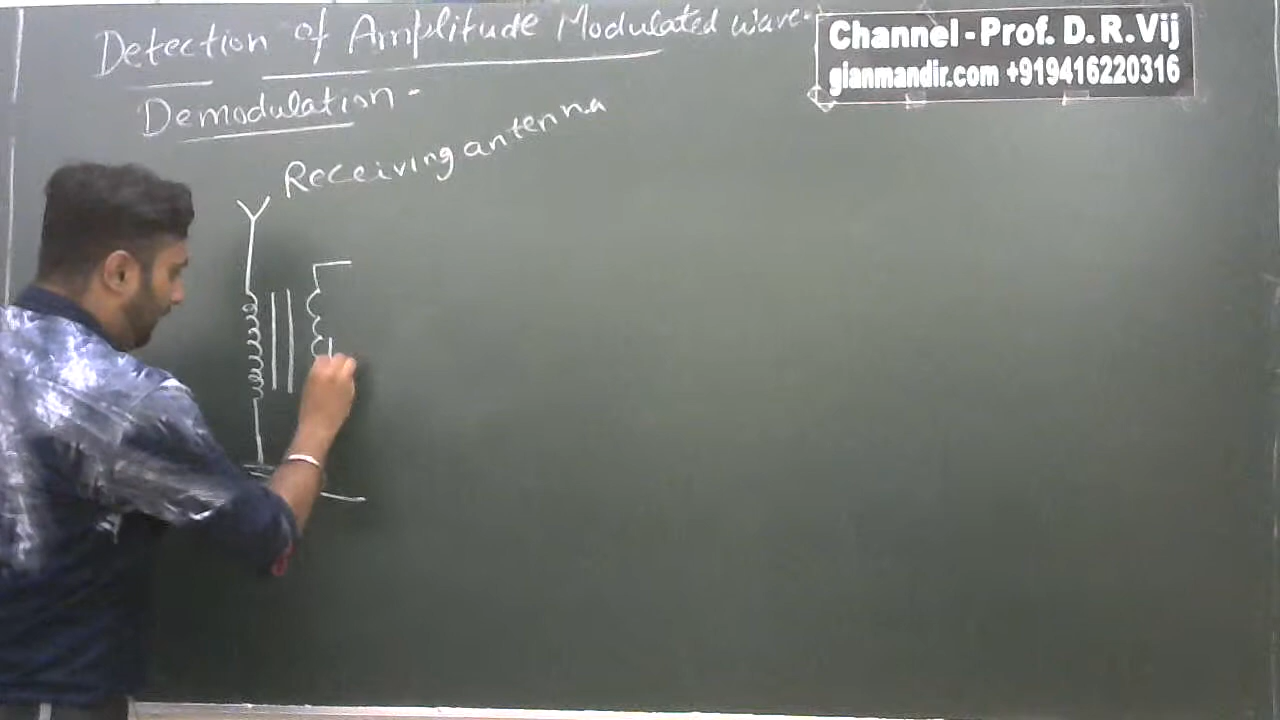 Detection of Amplitude Modulated wave-
Channel - Prof. D. R. Vij
gianmandir.com +919416220316
Demodulation -
Receiving antenna